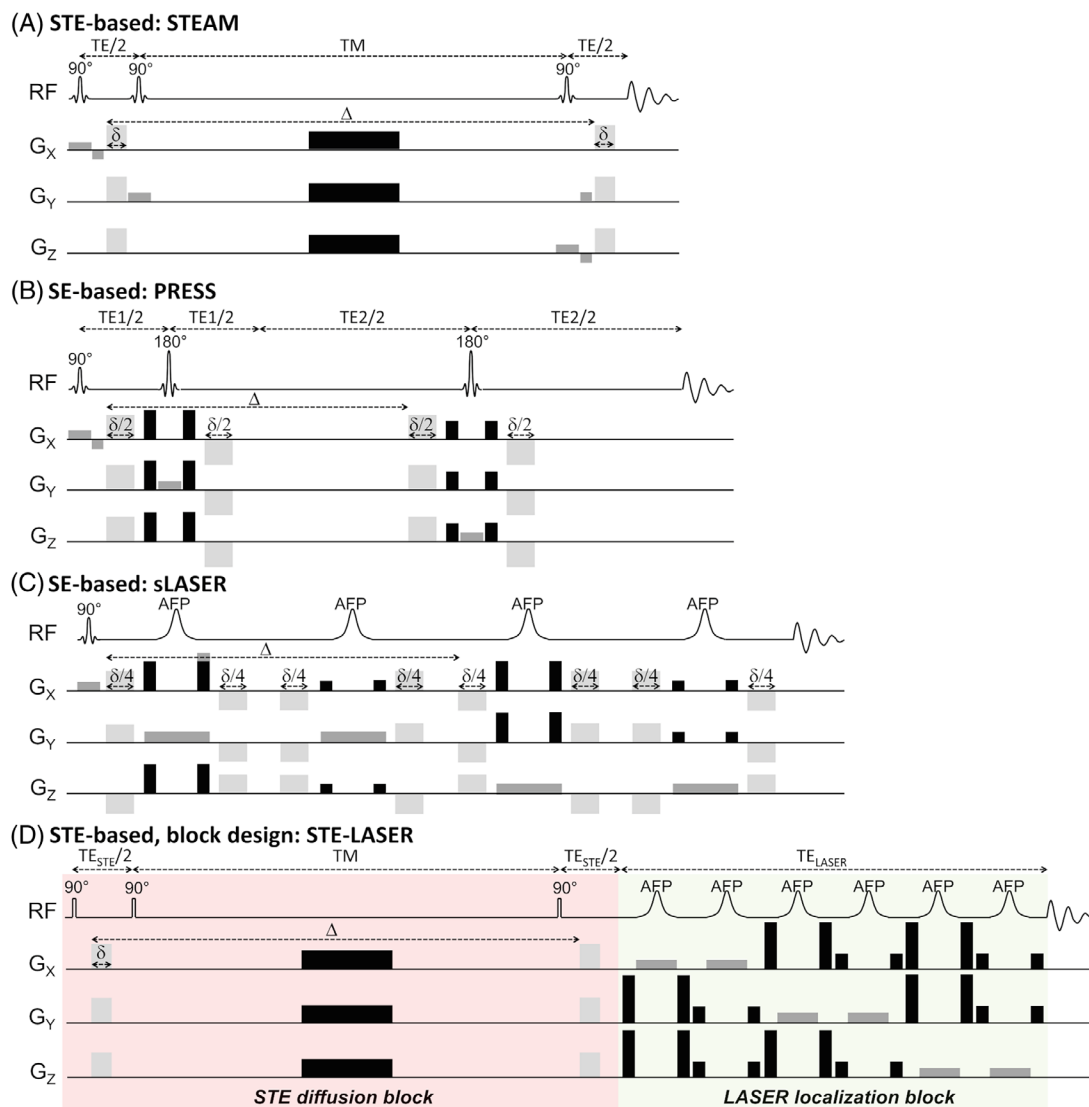 (A) STE-based: STEAM
TE/2 TM TE/2
90° 90° 90°
RF
Δ
δ δ
G_X
G_Y
G_Z
(B) SE-based: PRESS
TE1/2 TE1/2 TE2/2 TE2/2
180° 180°
90°
RF
Δ
δ/2 δ/2 δ/2 δ/2
G_X
G_Y
G_Z
(C) SE-based: sLASER
90° AFP AFP AFP AFP
RF
Δ
δ/4 δ/4 δ/4 δ/4 δ/4 δ/4 δ/4 δ/4
G_X
G_Y
G_Z
(D) STE-based, block design: STE-LASER
TE_STE/2 TM TE_STE/2 TE_LASER
90° 90° 90° AFP AFP AFP AFP AFP AFP
RF
Δ
δ
G_X
G_Y
G_Z
STE diffusion block LASER localization block